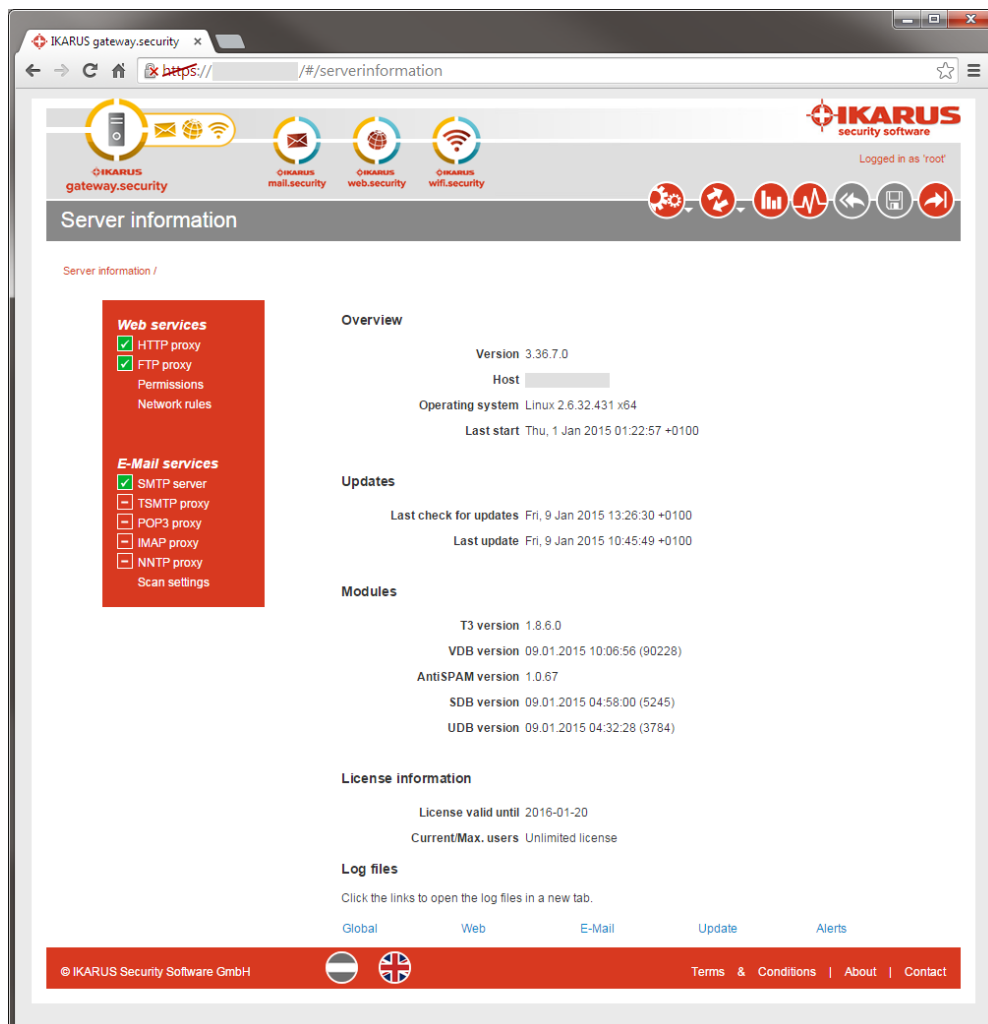 IKARUS gateway.security
https:// /#/serverinformation
IKARUS
security software
IKARUS
gateway.security
IKARUS
mail.security
IKARUS
web.security
IKARUS
wifi.security
Logged in as 'root'
Server information
Server information /
Web services
HTTP proxy
FTP proxy
Permissions
Network rules
E-Mail services
SMTP server
TSMTP proxy
POP3 proxy
IMAP proxy
NNTP proxy
Scan settings
Overview
Version 3.36.7.0
Host
Operating system Linux 2.6.32.431 x64
Last start Thu, 1 Jan 2015 01:22:57 +0100
Updates
Last check for updates Fri, 9 Jan 2015 13:26:30 +0100
Last update Fri, 9 Jan 2015 10:45:49 +0100
Modules
T3 version 1.8.6.0
VDB version 09.01.2015 10:06:56 (90228)
AntiSPAM version 1.0.67
SDB version 09.01.2015 04:58:00 (5245)
UDB version 09.01.2015 04:32:28 (3784)
License information
License valid until 2016-01-20
Current/Max. users Unlimited license
Log files
Click the links to open the log files in a new tab.
Global Web E-Mail Update Alerts
© IKARUS Security Software GmbH Terms & Conditions | About | Contact